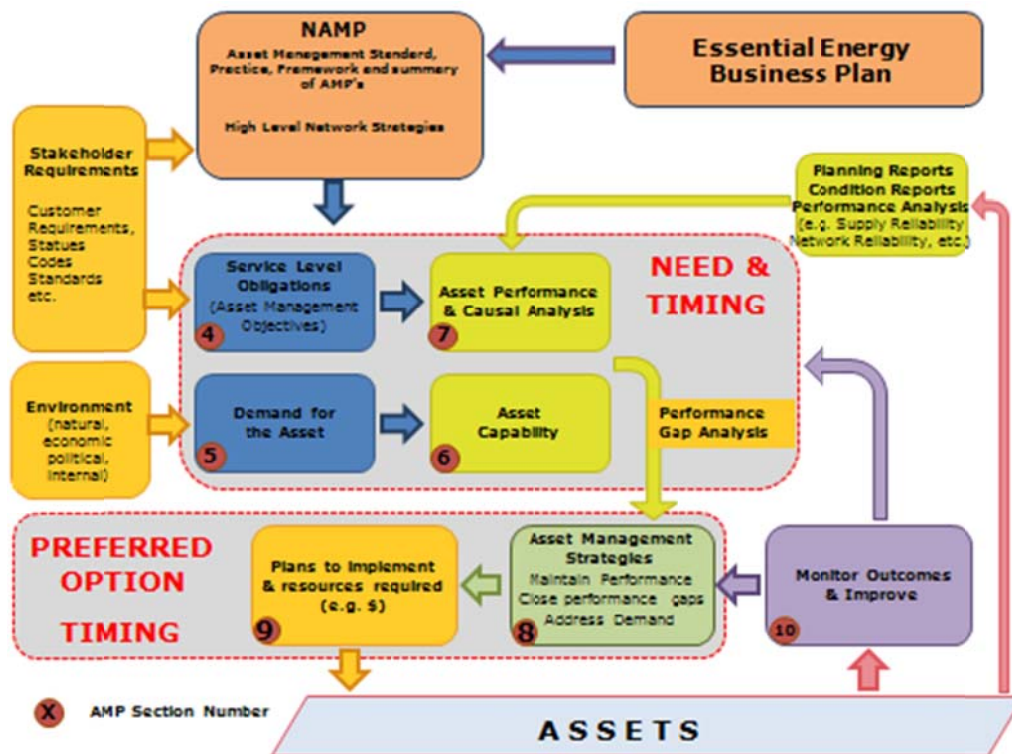 NAMP
Asset Management Standard,
Practice, Framework and summary
of AMP's
High Level Network Strategies
Essential Energy
Business Plan
Stakeholder
Requirements
Customer
Requirements,
Statues
Codes
Standards
etc.
Planning Reports
Condition Reports
Performance Analysis
(e.g. Supply Reliability
Network Reliability, etc.)
Service Level
Obligations
(Asset Management
Objectives)
4
Asset Performance
& Causal Analysis
7
NEED &
TIMING
Environment
(natural,
economic
political,
internal)
Demand for
the Asset
5
Asset
Capability
6
Performance
Gap Analysis
PREFERRED
OPTION
TIMING
Plans to implement
& resources required
(e.g. $)
9
Asset Management
Strategies
Maintain Performance
Close performance gaps
Address Demand
8
Monitor Outcomes
& Improve
10
X
AMP Section Number
ASSETS